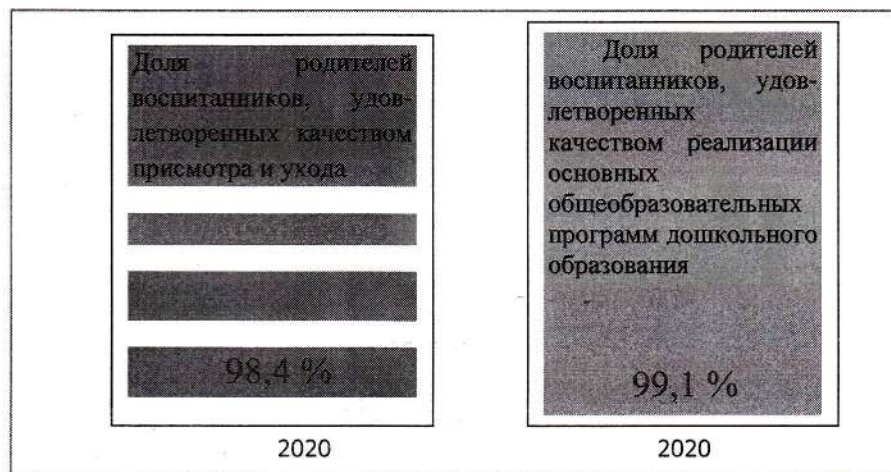 Доля родителей
воспитанников, удов-
летворенных качеством
присмотра и ухода
98,4 %
2020
Доля родителей
воспитанников, удов-
летворенных
качеством реализации
основных
общеобразовательных
программ дошкольного
образования
99,1 %
2020